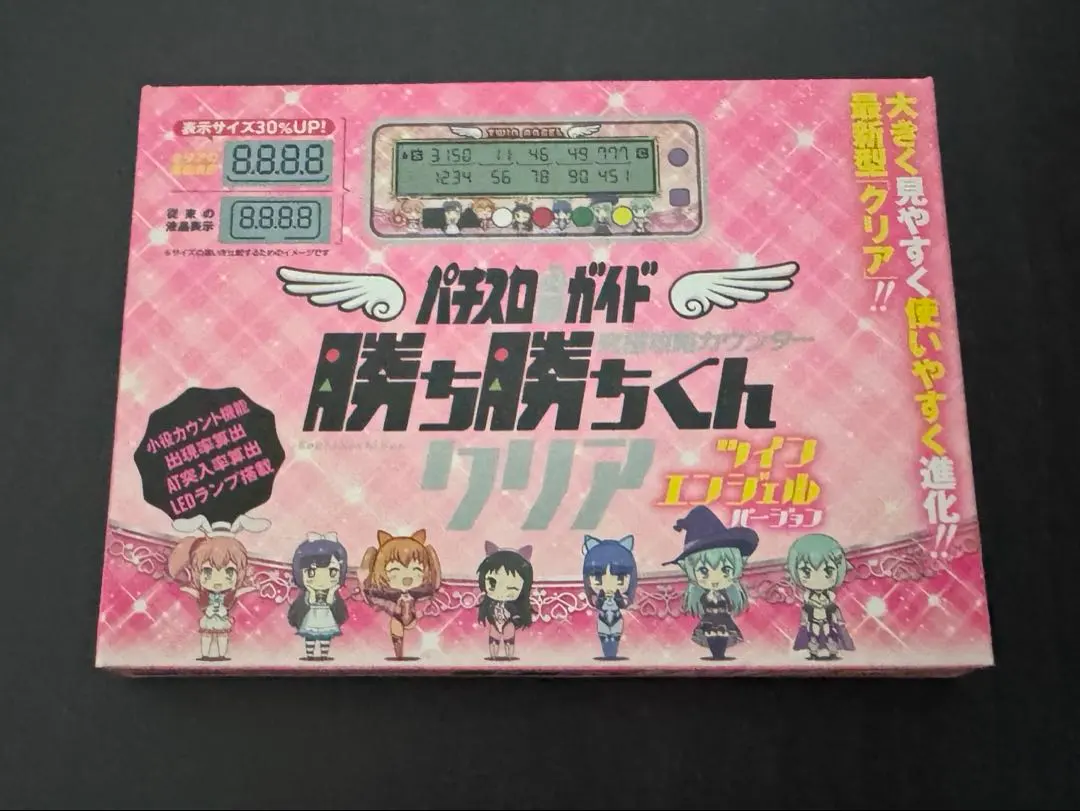 表示サイズ30%UP!
8.8.8.8
従来の
液晶表示
8.8.8.8
※サイズの違いを比較するためのイメージです
TWIN ANGEL
3150 11 46 49 777
1234 56 78 90 451
大きく見やすく使いやすく進化!!
最新型「クリア」!!
パチスロ ガイド
カウンター
勝ち勝ちくん
クリア
ツイン
エンジェル
バージョン
小役カウント機能
出現率算出
AT突入率算出
LEDランプ搭載